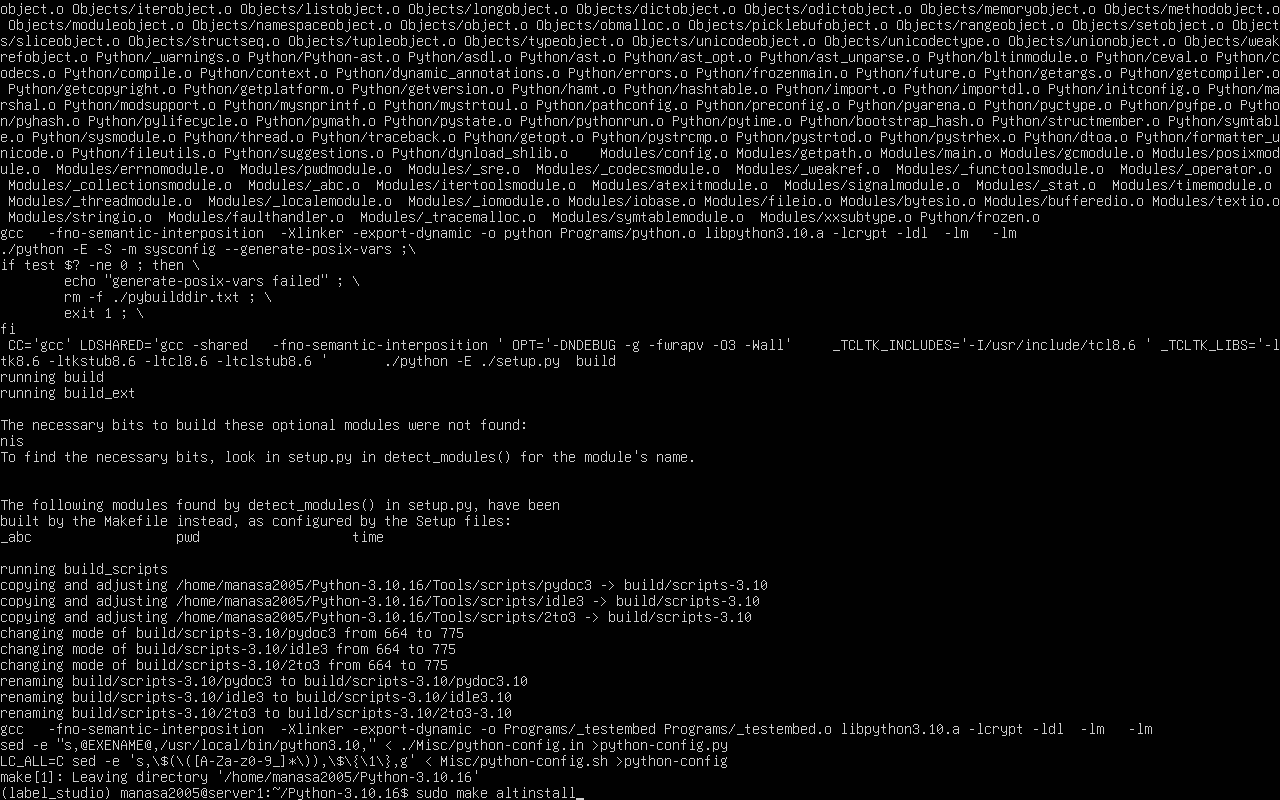 object.o Objects/iterobject.o Objects/listobject.o Objects/longobject.o Objects/dictobject.o Objects/odictobject.o Objects/memoryobject.o Objects/methodobject.o
 Objects/moduleobject.o Objects/namespaceobject.o Objects/object.o Objects/obmalloc.o Objects/picklebufobject.o Objects/rangeobject.o Objects/setobject.o Object
s/sliceobject.o Objects/structseq.o Objects/tupleobject.o Objects/typeobject.o Objects/unicodeobject.o Objects/unicodectype.o Objects/unionobject.o Objects/weak
refobject.o Python/_warnings.o Python/Python-ast.o Python/asdl.o Python/ast.o Python/ast_opt.o Python/ast_unparse.o Python/bltinmodule.o Python/ceval.o Python/c
odecs.o Python/compile.o Python/context.o Python/dynamic_annotations.o Python/errors.o Python/frozenmain.o Python/future.o Python/getargs.o Python/getcompiler.o
 Python/getcopyright.o Python/getplatform.o Python/getversion.o Python/hamt.o Python/hashtable.o Python/import.o Python/importdl.o Python/initconfig.o Python/ma
rshal.o Python/modsupport.o Python/mysnprintf.o Python/mystrtoul.o Python/pathconfig.o Python/preconfig.o Python/pyarena.o Python/pyctype.o Python/pyfpe.o Pytho
n/pyhash.o Python/pylifecycle.o Python/pymath.o Python/pystate.o Python/pythonrun.o Python/pytime.o Python/bootstrap_hash.o Python/structmember.o Python/symtabl
e.o Python/sysmodule.o Python/thread.o Python/traceback.o Python/getopt.o Python/pystrcmp.o Python/pystrtod.o Python/pystrhex.o Python/dtoa.o Python/formatter_u
nicode.o Python/fileutils.o Python/suggestions.o Python/dynload_shlib.o    Modules/config.o Modules/getpath.o Modules/main.o Modules/gcmodule.o Modules/posixmod
ule.o  Modules/errnomodule.o  Modules/pwdmodule.o  Modules/_sre.o  Modules/_codecsmodule.o  Modules/_weakref.o  Modules/_functoolsmodule.o  Modules/_operator.o
 Modules/_collectionsmodule.o  Modules/_abc.o  Modules/itertoolsmodule.o  Modules/atexitmodule.o  Modules/signalmodule.o  Modules/_stat.o  Modules/timemodule.o
 Modules/_threadmodule.o  Modules/_localemodule.o  Modules/_iomodule.o Modules/iobase.o Modules/fileio.o Modules/bytesio.o Modules/bufferedio.o Modules/textio.o
 Modules/stringio.o  Modules/faulthandler.o  Modules/_tracemalloc.o  Modules/symtablemodule.o  Modules/xxsubtype.o Python/frozen.o
gcc   -fno-semantic-interposition  -Xlinker -export-dynamic -o python Programs/python.o libpython3.10.a -lcrypt -ldl  -lm   -lm
./python -E -S -m sysconfig --generate-posix-vars ;\
if test $? -ne 0 ; then \
        echo "generate-posix-vars failed" ; \
        rm -f ./pybuilddir.txt ; \
        exit 1 ; \
fi
 CC='gcc' LDSHARED='gcc -shared   -fno-semantic-interposition ' OPT='-DNDEBUG -g -fwrapv -O3 -Wall'     _TCLTK_INCLUDES='-I/usr/include/tcl8.6 ' _TCLTK_LIBS='-l
tk8.6 -ltkstub8.6 -ltcl8.6 -ltclstub8.6 '       ./python -E ./setup.py  build
running build
running build_ext

The necessary bits to build these optional modules were not found:
nis
To find the necessary bits, look in setup.py in detect_modules() for the module's name.


The following modules found by detect_modules() in setup.py, have been
built by the Makefile instead, as configured by the Setup files:
_abc                  pwd                   time

running build_scripts
copying and adjusting /home/manasa2005/Python-3.10.16/Tools/scripts/pydoc3 -> build/scripts-3.10
copying and adjusting /home/manasa2005/Python-3.10.16/Tools/scripts/idle3 -> build/scripts-3.10
copying and adjusting /home/manasa2005/Python-3.10.16/Tools/scripts/2to3 -> build/scripts-3.10
changing mode of build/scripts-3.10/pydoc3 from 664 to 775
changing mode of build/scripts-3.10/idle3 from 664 to 775
changing mode of build/scripts-3.10/2to3 from 664 to 775
renaming build/scripts-3.10/pydoc3 to build/scripts-3.10/pydoc3.10
renaming build/scripts-3.10/idle3 to build/scripts-3.10/idle3.10
renaming build/scripts-3.10/2to3 to build/scripts-3.10/2to3-3.10
gcc   -fno-semantic-interposition  -Xlinker -export-dynamic -o Programs/_testembed Programs/_testembed.o libpython3.10.a -lcrypt -ldl  -lm   -lm
sed -e "s,@EXENAME@,/usr/local/bin/python3.10," < ./Misc/python-config.in >python-config.py
LC_ALL=C sed -e 's,\$(\([A-Za-z0-9_]*\)),\$\{\1\},g' < Misc/python-config.sh >python-config
make[1]: Leaving directory '/home/manasa2005/Python-3.10.16'
(label_studio) manasa2005@server1:~/Python-3.10.16$ sudo make altinstall_